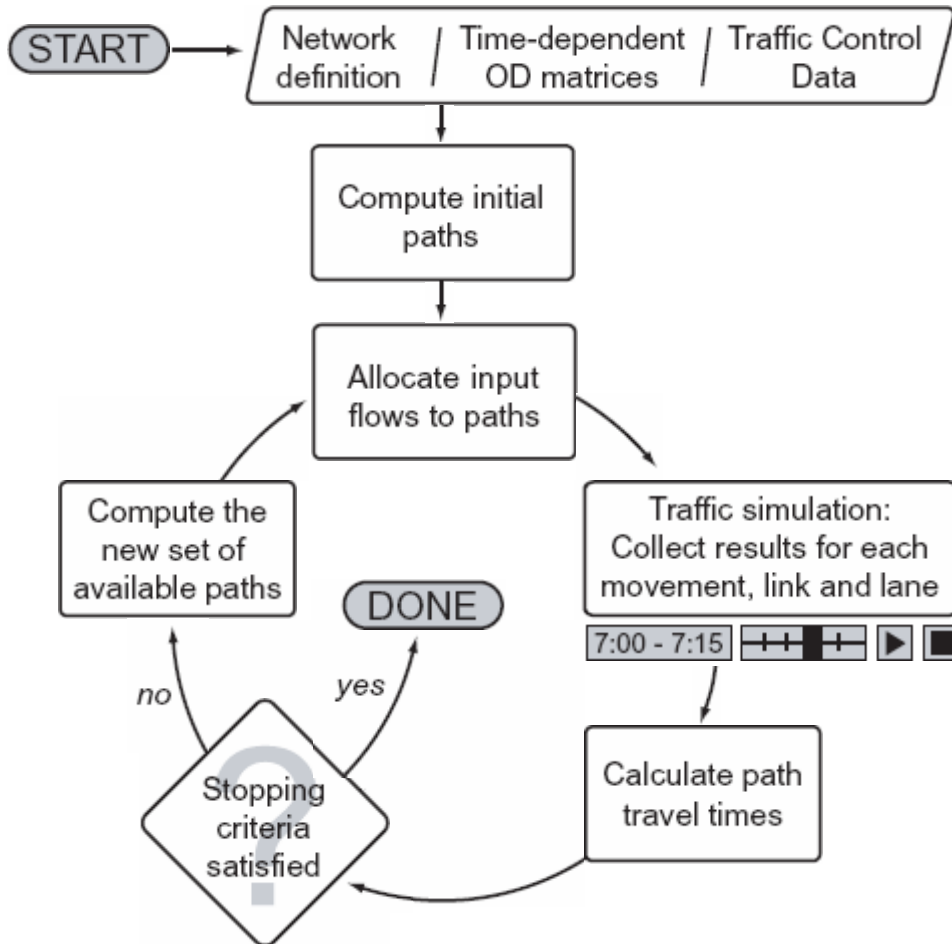 START
Network
definition
Time-dependent
OD matrices
Traffic Control
Data
Compute initial
paths
Allocate input
flows to paths
Traffic simulation:
Collect results for each
movement, link and lane
7:00 - 7:15
Calculate path
travel times
?
Stopping
criteria
satisfied
no
yes
Compute the
new set of
available paths
DONE